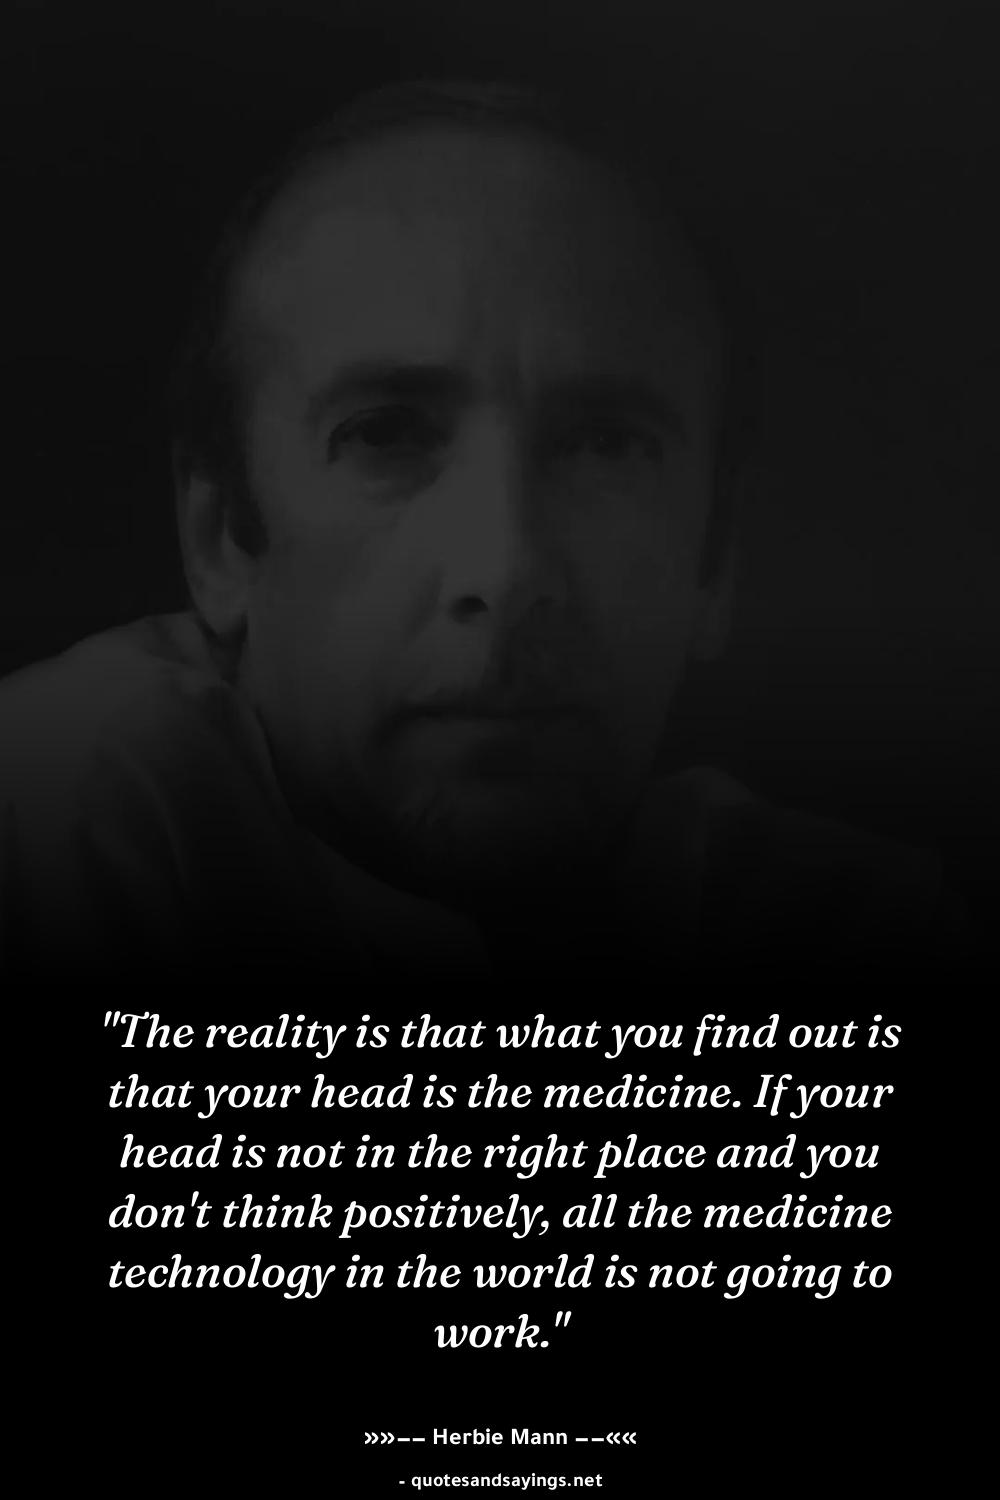 "The reality is that what you find out is
that your head is the medicine. If your
head is not in the right place and you
don't think positively, all the medicine
technology in the world is not going to
work."
»»−− Herbie Mann −−««
- quotesandsayings.net